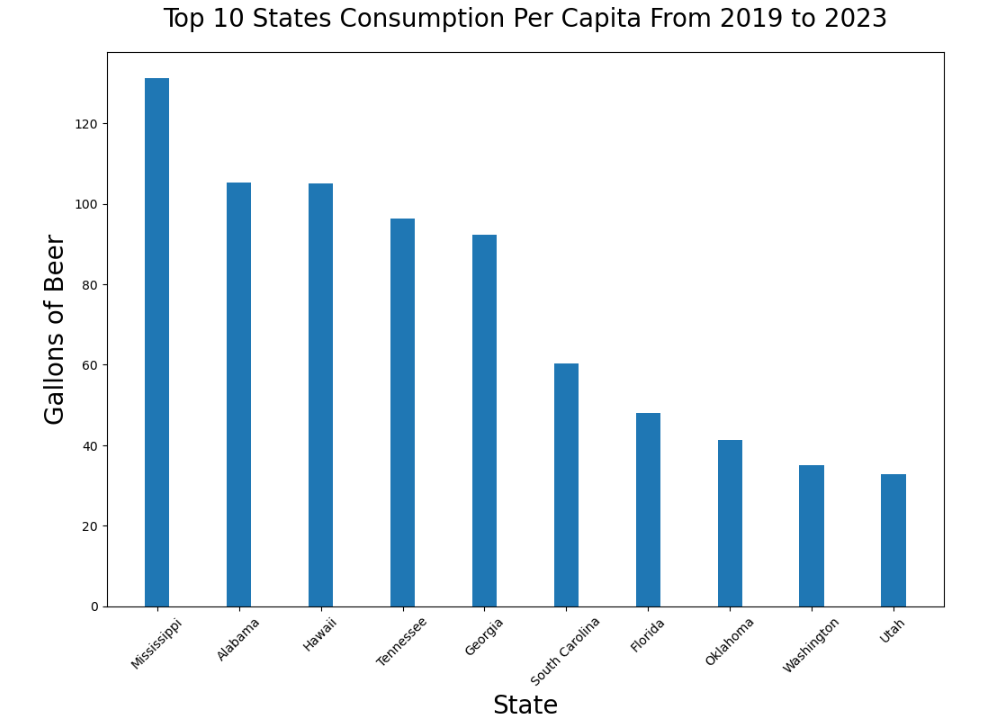 Top 10 States Consumption Per Capita From 2019 to 2023
Gallons of Beer
120
100
80
60
40
20
0
Mississippi
Alabama
Hawaii
Tennessee
Georgia
South Carolina
Florida
Oklahoma
Washington
Utah
State